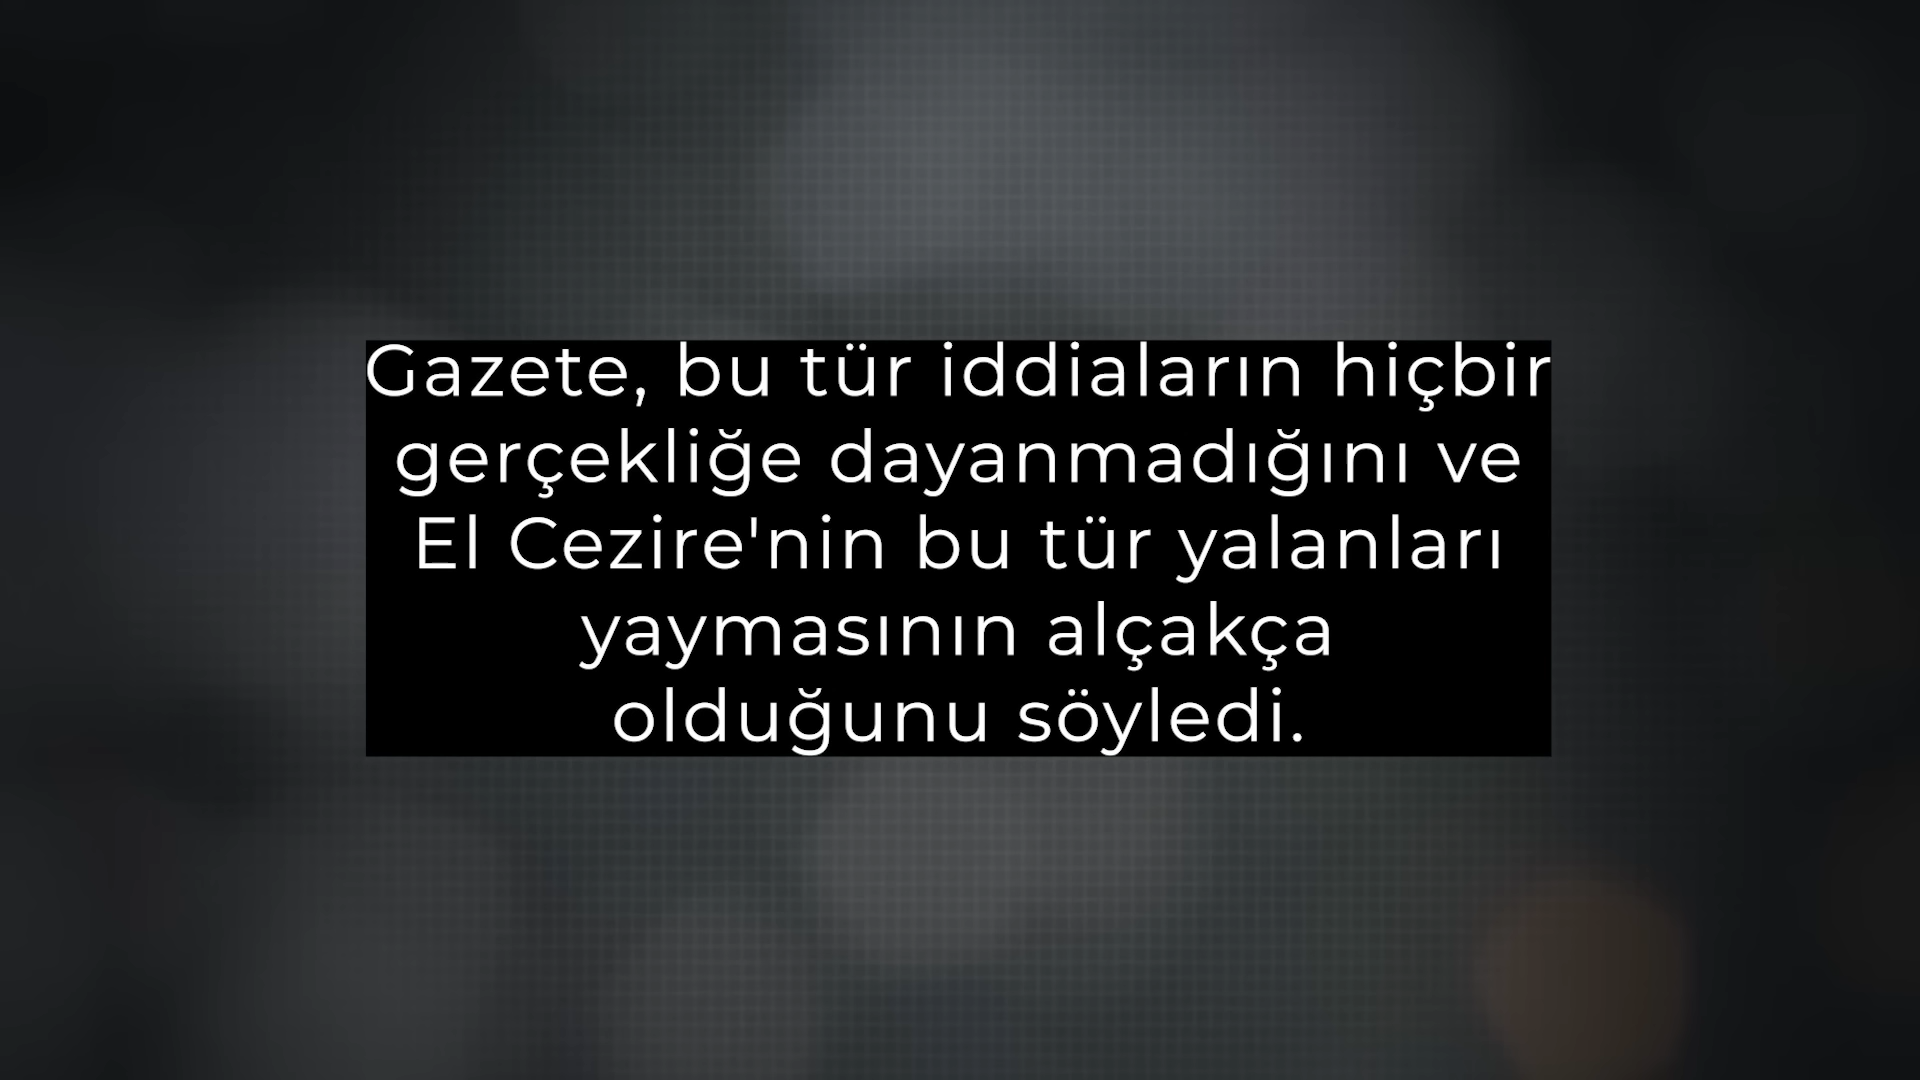 Gazete, bu tür iddiaların hiçbir
gerçekliğe dayanmadığını ve
El Cezire'nin bu tür yalanları
yaymasının alçakça
olduğunu söyledi.